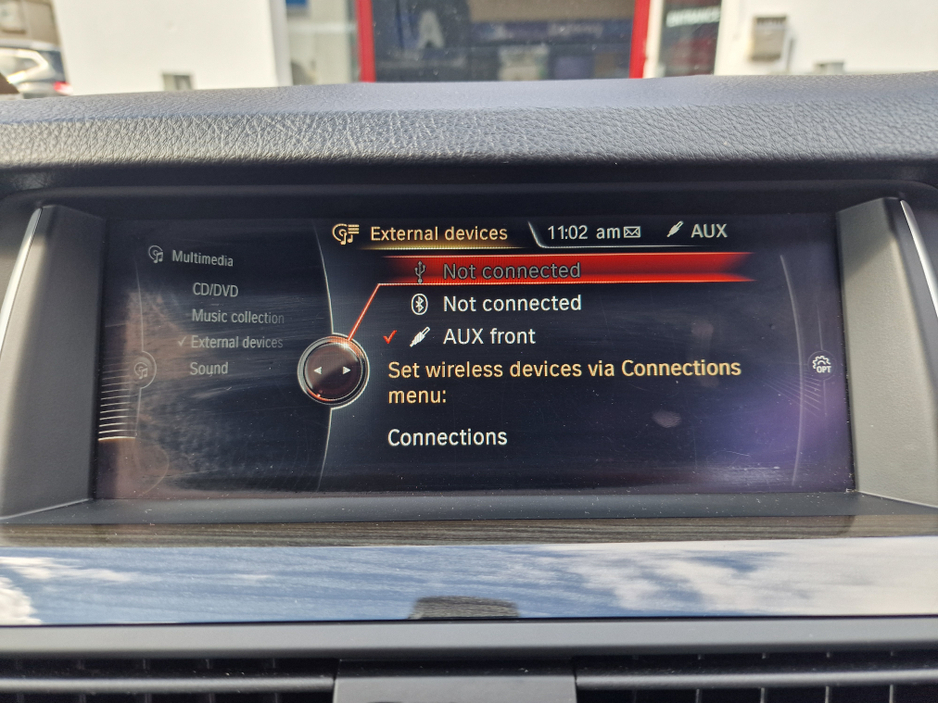 External devices
11:02 am
AUX
Multimedia
CD/DVD
Music collection
External devices
Sound
Not connected
Not connected
AUX front
Set wireless devices via Connections
menu:
Connections
OPT